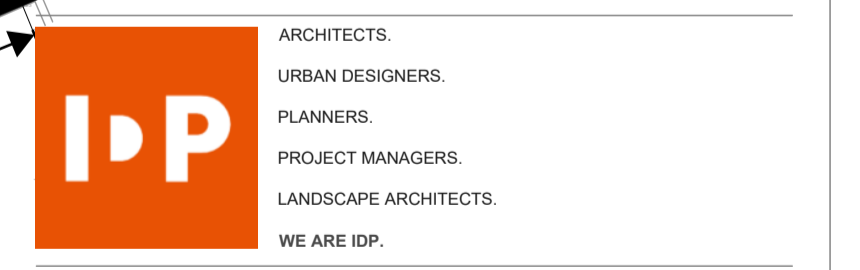 IDP
ARCHITECTS.
URBAN DESIGNERS.
PLANNERS.
PROJECT MANAGERS.
LANDSCAPE ARCHITECTS.
WE ARE IDP.